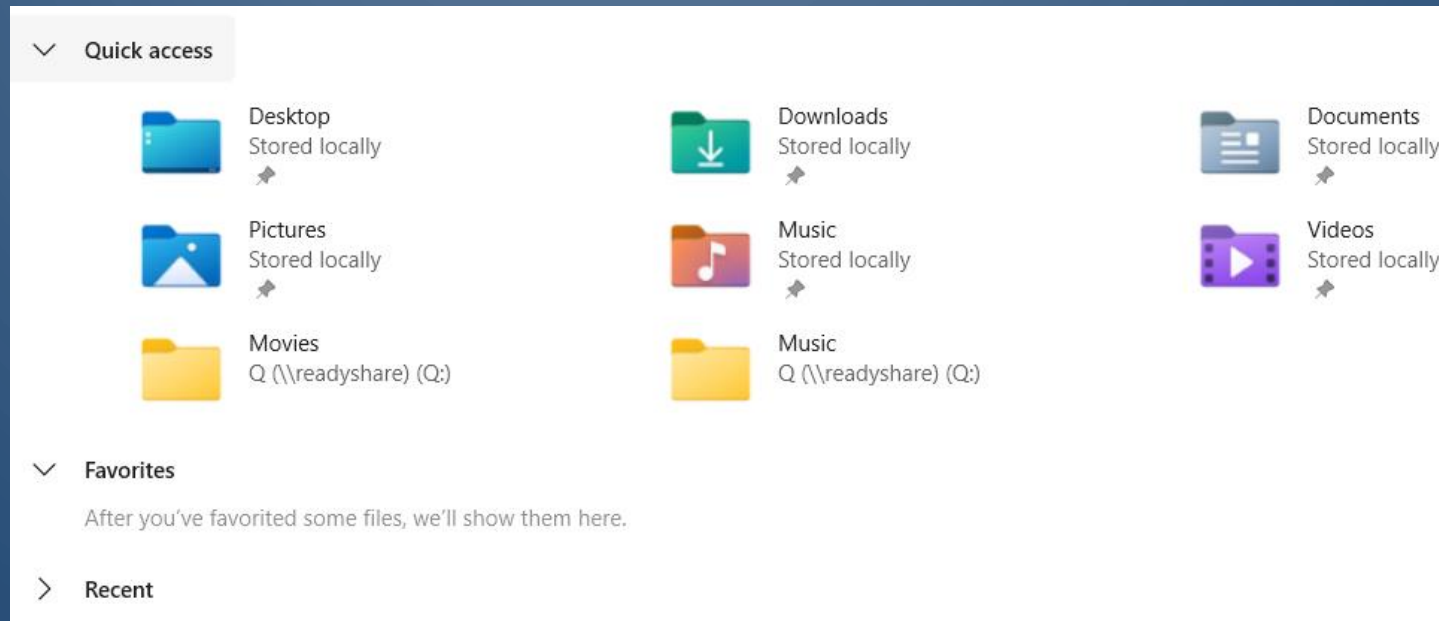 Quick access
Desktop
Stored locally
Downloads
Stored locally
Documents
Stored locally
Pictures
Stored locally
Music
Stored locally
Videos
Stored locally
Movies
Q (\\readyshare) (Q:)
Music
Q (\\readyshare) (Q:)
Favorites
After you've favorited some files, we'll show them here.
Recent